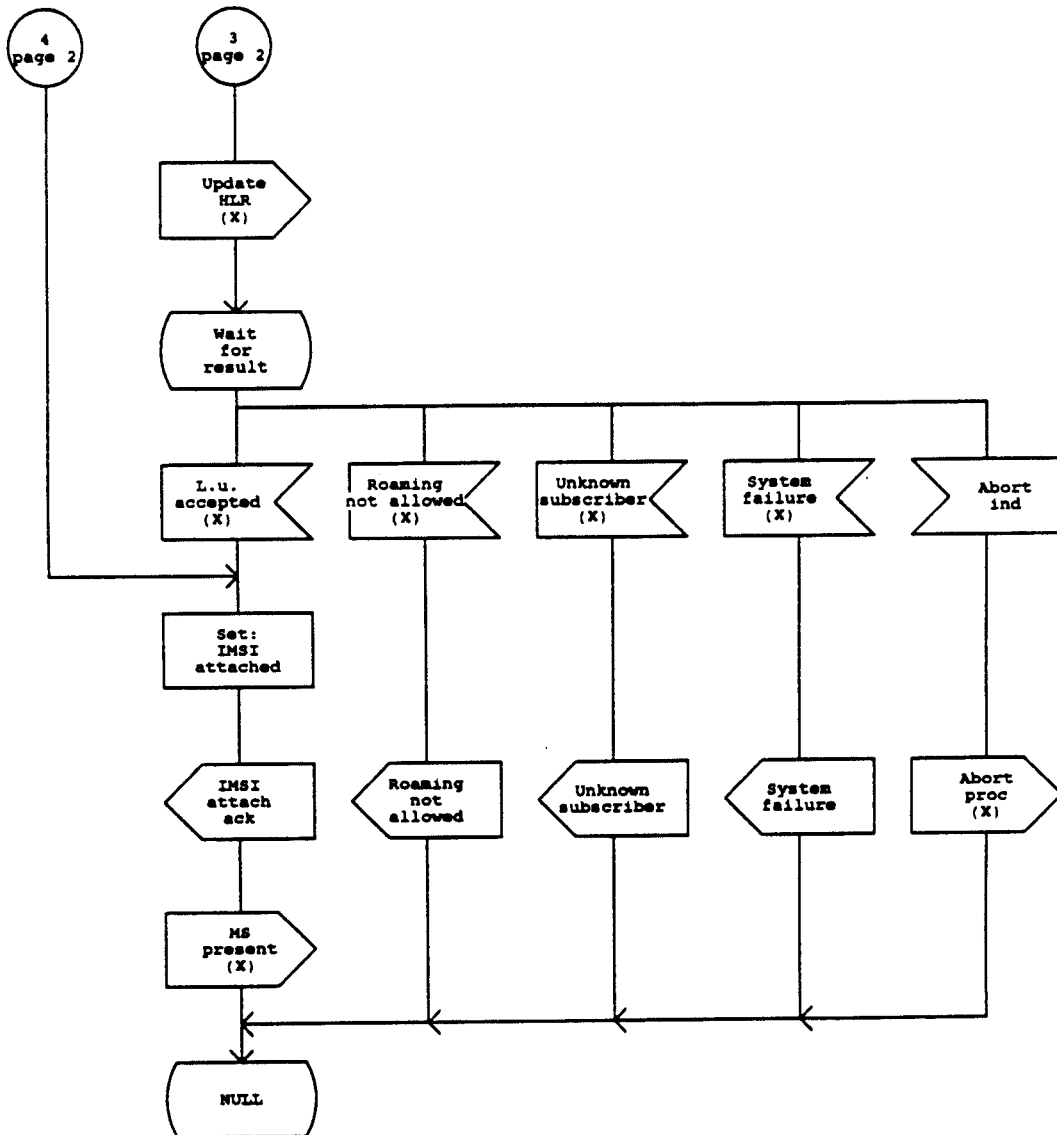 4
page 2
3
page 2
Update
HLR
(X)
Wait
for
result
L.u.
accepted
(X)
Roaming
not allowed
(X)
Unknown
subscriber
(X)
System
failure
(X)
Abort
ind
Set:
IMSI
attached
IMSI
attach
ack
Roaming
not
allowed
Unknown
subscriber
System
failure
Abort
proc
(X)
MS
present
(X)
NULL